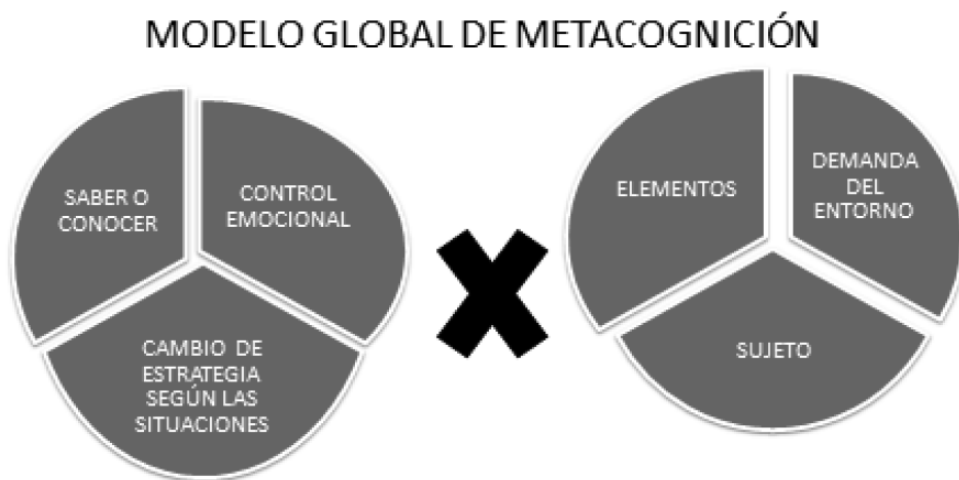 MODELO GLOBAL DE METACOGNICIÓN
SABER O
CONOCER
CONTROL
EMOCIONAL
CAMBIO DE
ESTRATEGIA
SEGÚN LAS
SITUACIONES
ELEMENTOS
DEMANDA
DEL
ENTORNO
SUJETO